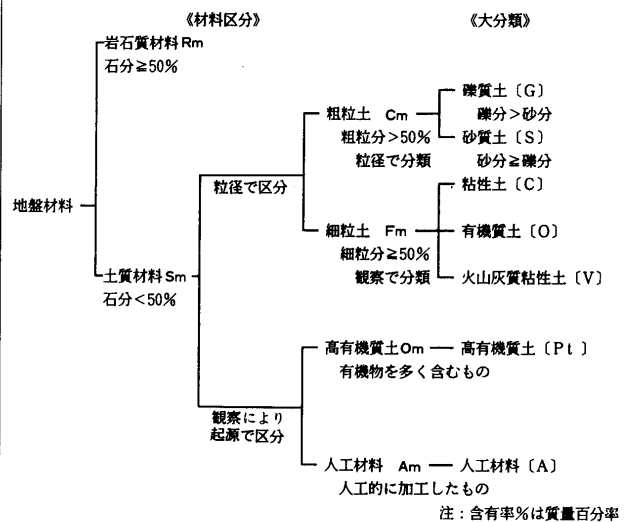 《材料区分》
《大分類》
岩石質材料Rm
石分≧50%
礫質土〔G〕
粗粒土 Cm
礫分>砂分
粗粒分>50%
砂質土〔S〕
粒径で分類
砂分≧礫分
粒径で区分
粘性土〔C〕
地盤材料
細粒土 Fm
有機質土〔O〕
細粒分≧50%
土質材料Sm
観察で分類
火山灰質粘性土〔V〕
石分<50%
高有機質土Om
高有機質土〔Pt〕
有機物を多く含むもの
観察により
起源で区分
人工材料 Am
人工材料〔A〕
人工的に加工したもの
注：含有率%は質量百分率